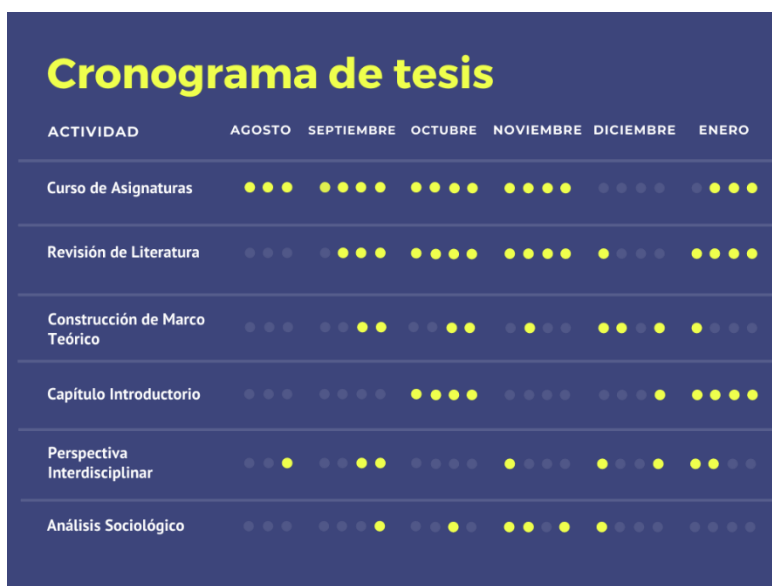 Cronograma de tesis
ACTIVIDAD AGOSTO SEPTIEMBRE OCTUBRE NOVIEMBRE DICIEMBRE ENERO
Curso de Asignaturas
Revisión de Literatura
Construcción de Marco
Teórico
Capítulo Introductorio
Perspectiva
Interdisciplinar
Análisis Sociológico